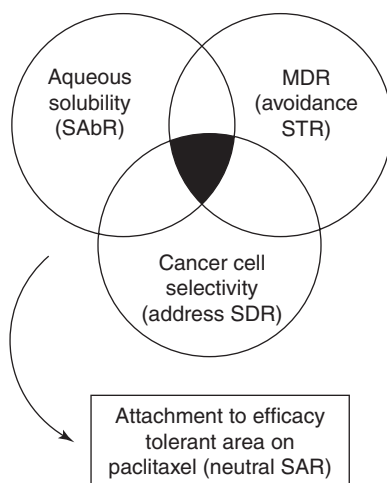 Aqueous
solubility
(SAbR)
MDR
(avoidance
STR)
Cancer cell
selectivity
(address SDR)
Attachment to efficacy
tolerant area on
paclitaxel (neutral SAR)